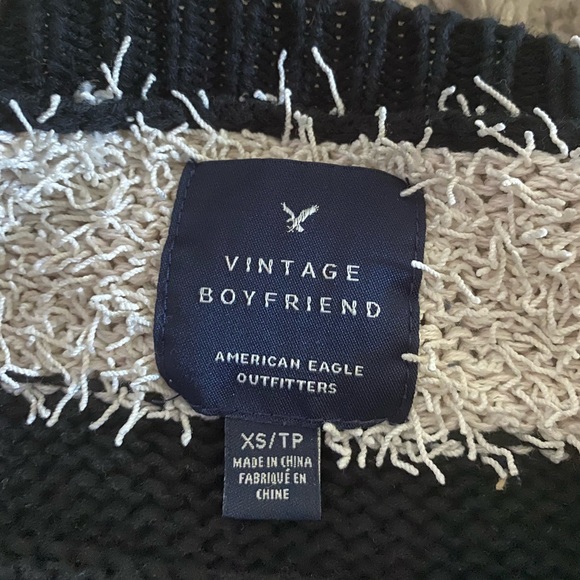 VINTAGE
BOYFRIEND
AMERICAN EAGLE
OUTFITTERS
XS/TP
MADE IN CHINA
FABRIQUÉ EN
CHINE